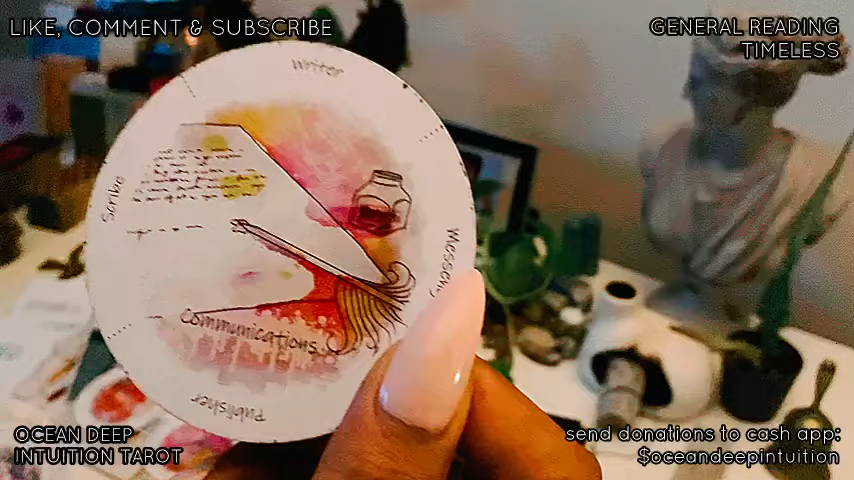 LIKE, COMMENT & SUBSCRIBE
GENERAL READING
TIMELESS
Writer
Scribe
Communications
Publisher
OCEAN DEEP
INTUITION TAROT
send donations to cash app:
$oceandeepintuition